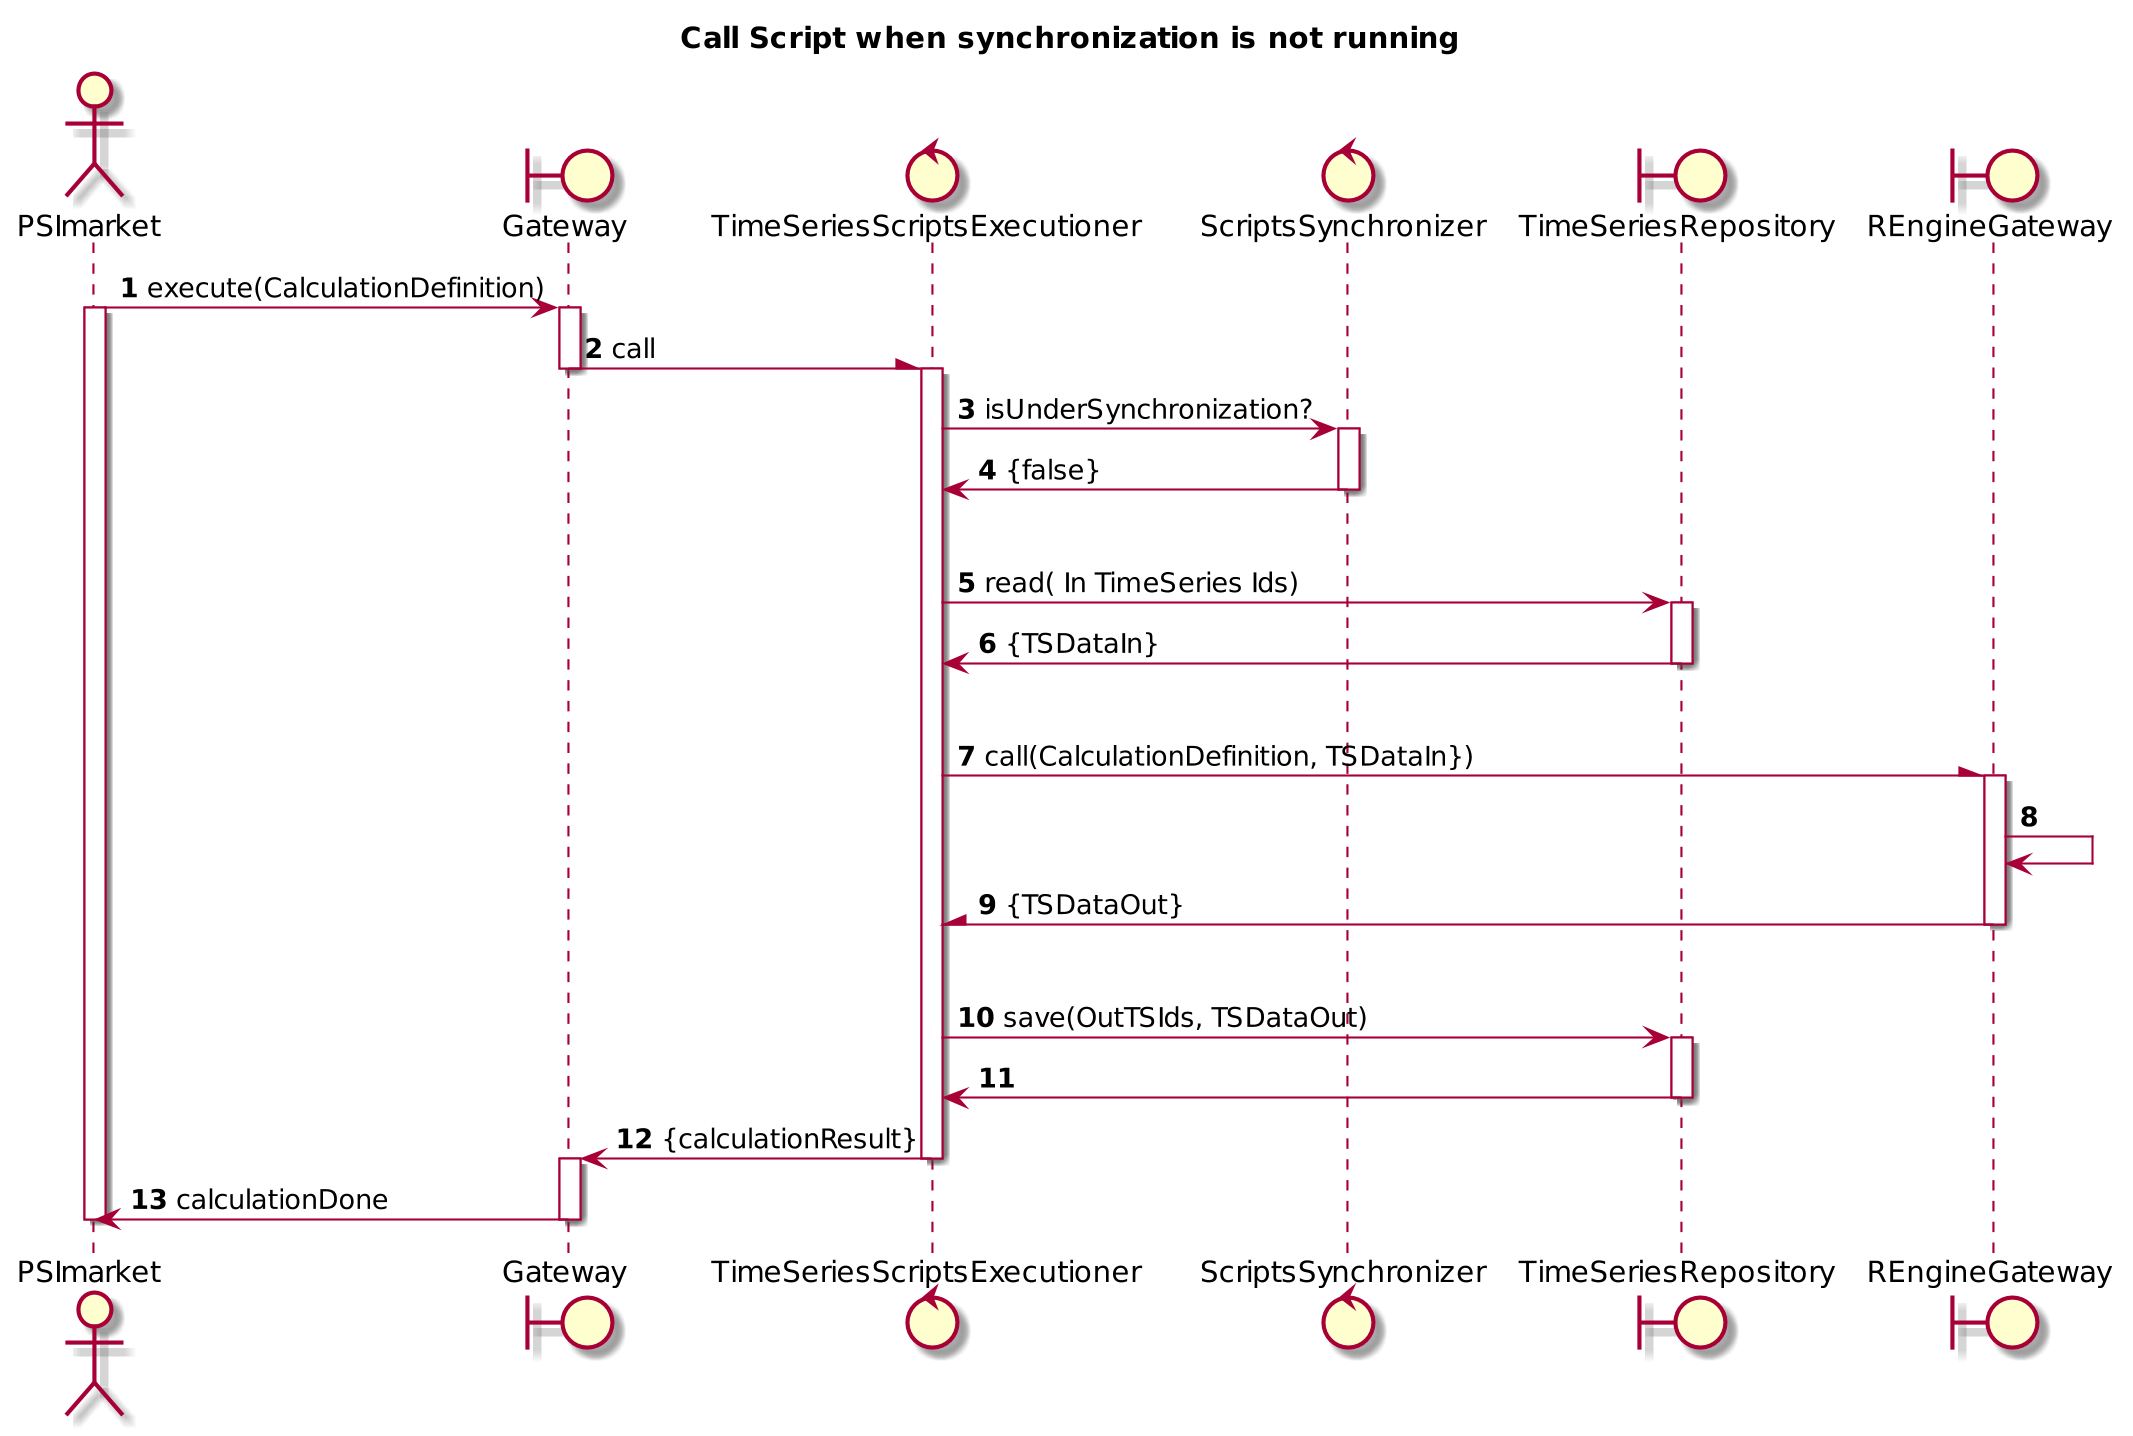 Call Script when synchronization is not running
PSImarket
Gateway
TimeSeriesScriptsExecutioner
ScriptsSynchronizer
TimeSeriesRepository
REngineGateway
1 execute(CalculationDefinition)
2 call
3 isUnderSynchronization?
4 {false}
5 read( In TimeSeries Ids)
6 {TSDataIn}
7 call(CalculationDefinition, TSDataIn})
8
9 {TSDataOut}
10 save(OutTSIds, TSDataOut)
11
12 {calculationResult}
13 calculationDone
PSImarket
Gateway
TimeSeriesScriptsExecutioner
ScriptsSynchronizer
TimeSeriesRepository
REngineGateway